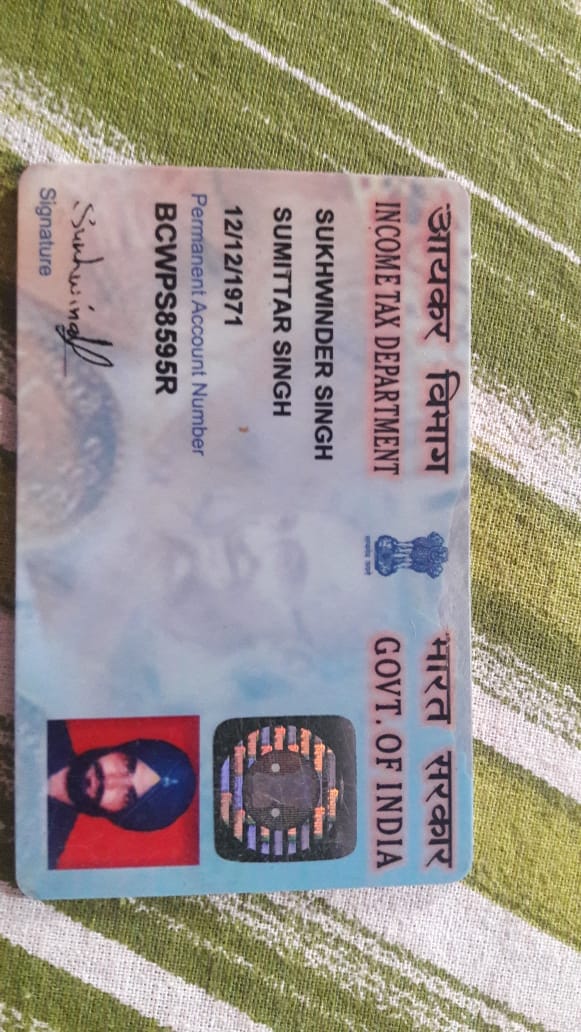 आयकर विभाग
INCOME TAX DEPARTMENT
भारत सरकार
GOVT. OF INDIA
SUKHWINDER SINGH
SUMITTAR SINGH
12/12/1971
Permanent Account Number
BCWPS8595R
Signature